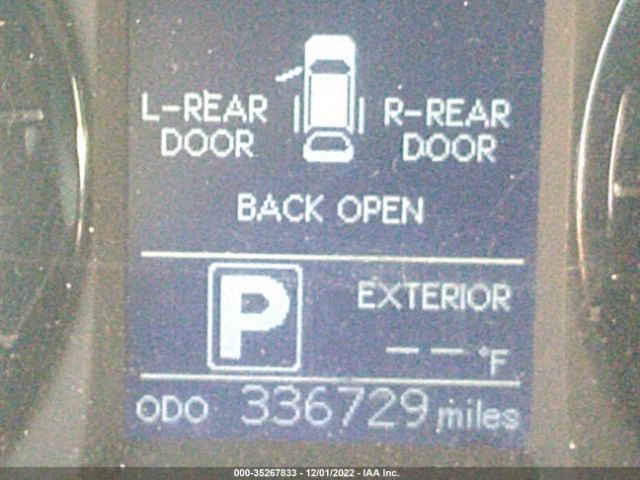 L-REAR DOOR
R-REAR DOOR
BACK OPEN
P
EXTERIOR
-- °F
ODO 336729 miles
000-35267833 - 12/01/2022 - IAA Inc.